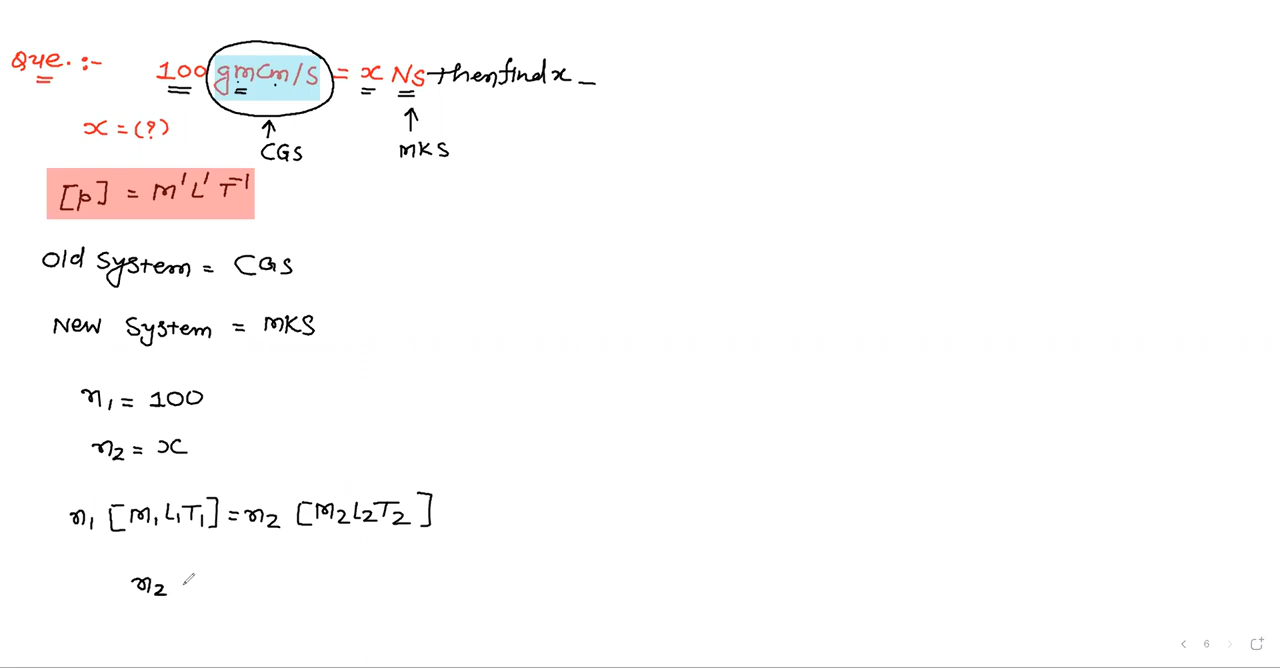 Que. :- 100 gmcm/s = x Ns then find x _
x = (?)
CGS
MKS
[p] = M¹L¹T⁻¹
Old System = CGS
New System = MKS
n₁ = 100
n₂ = x
n₁ [M₁L₁T₁] = n₂ [M₂L₂T₂]
n₂
6